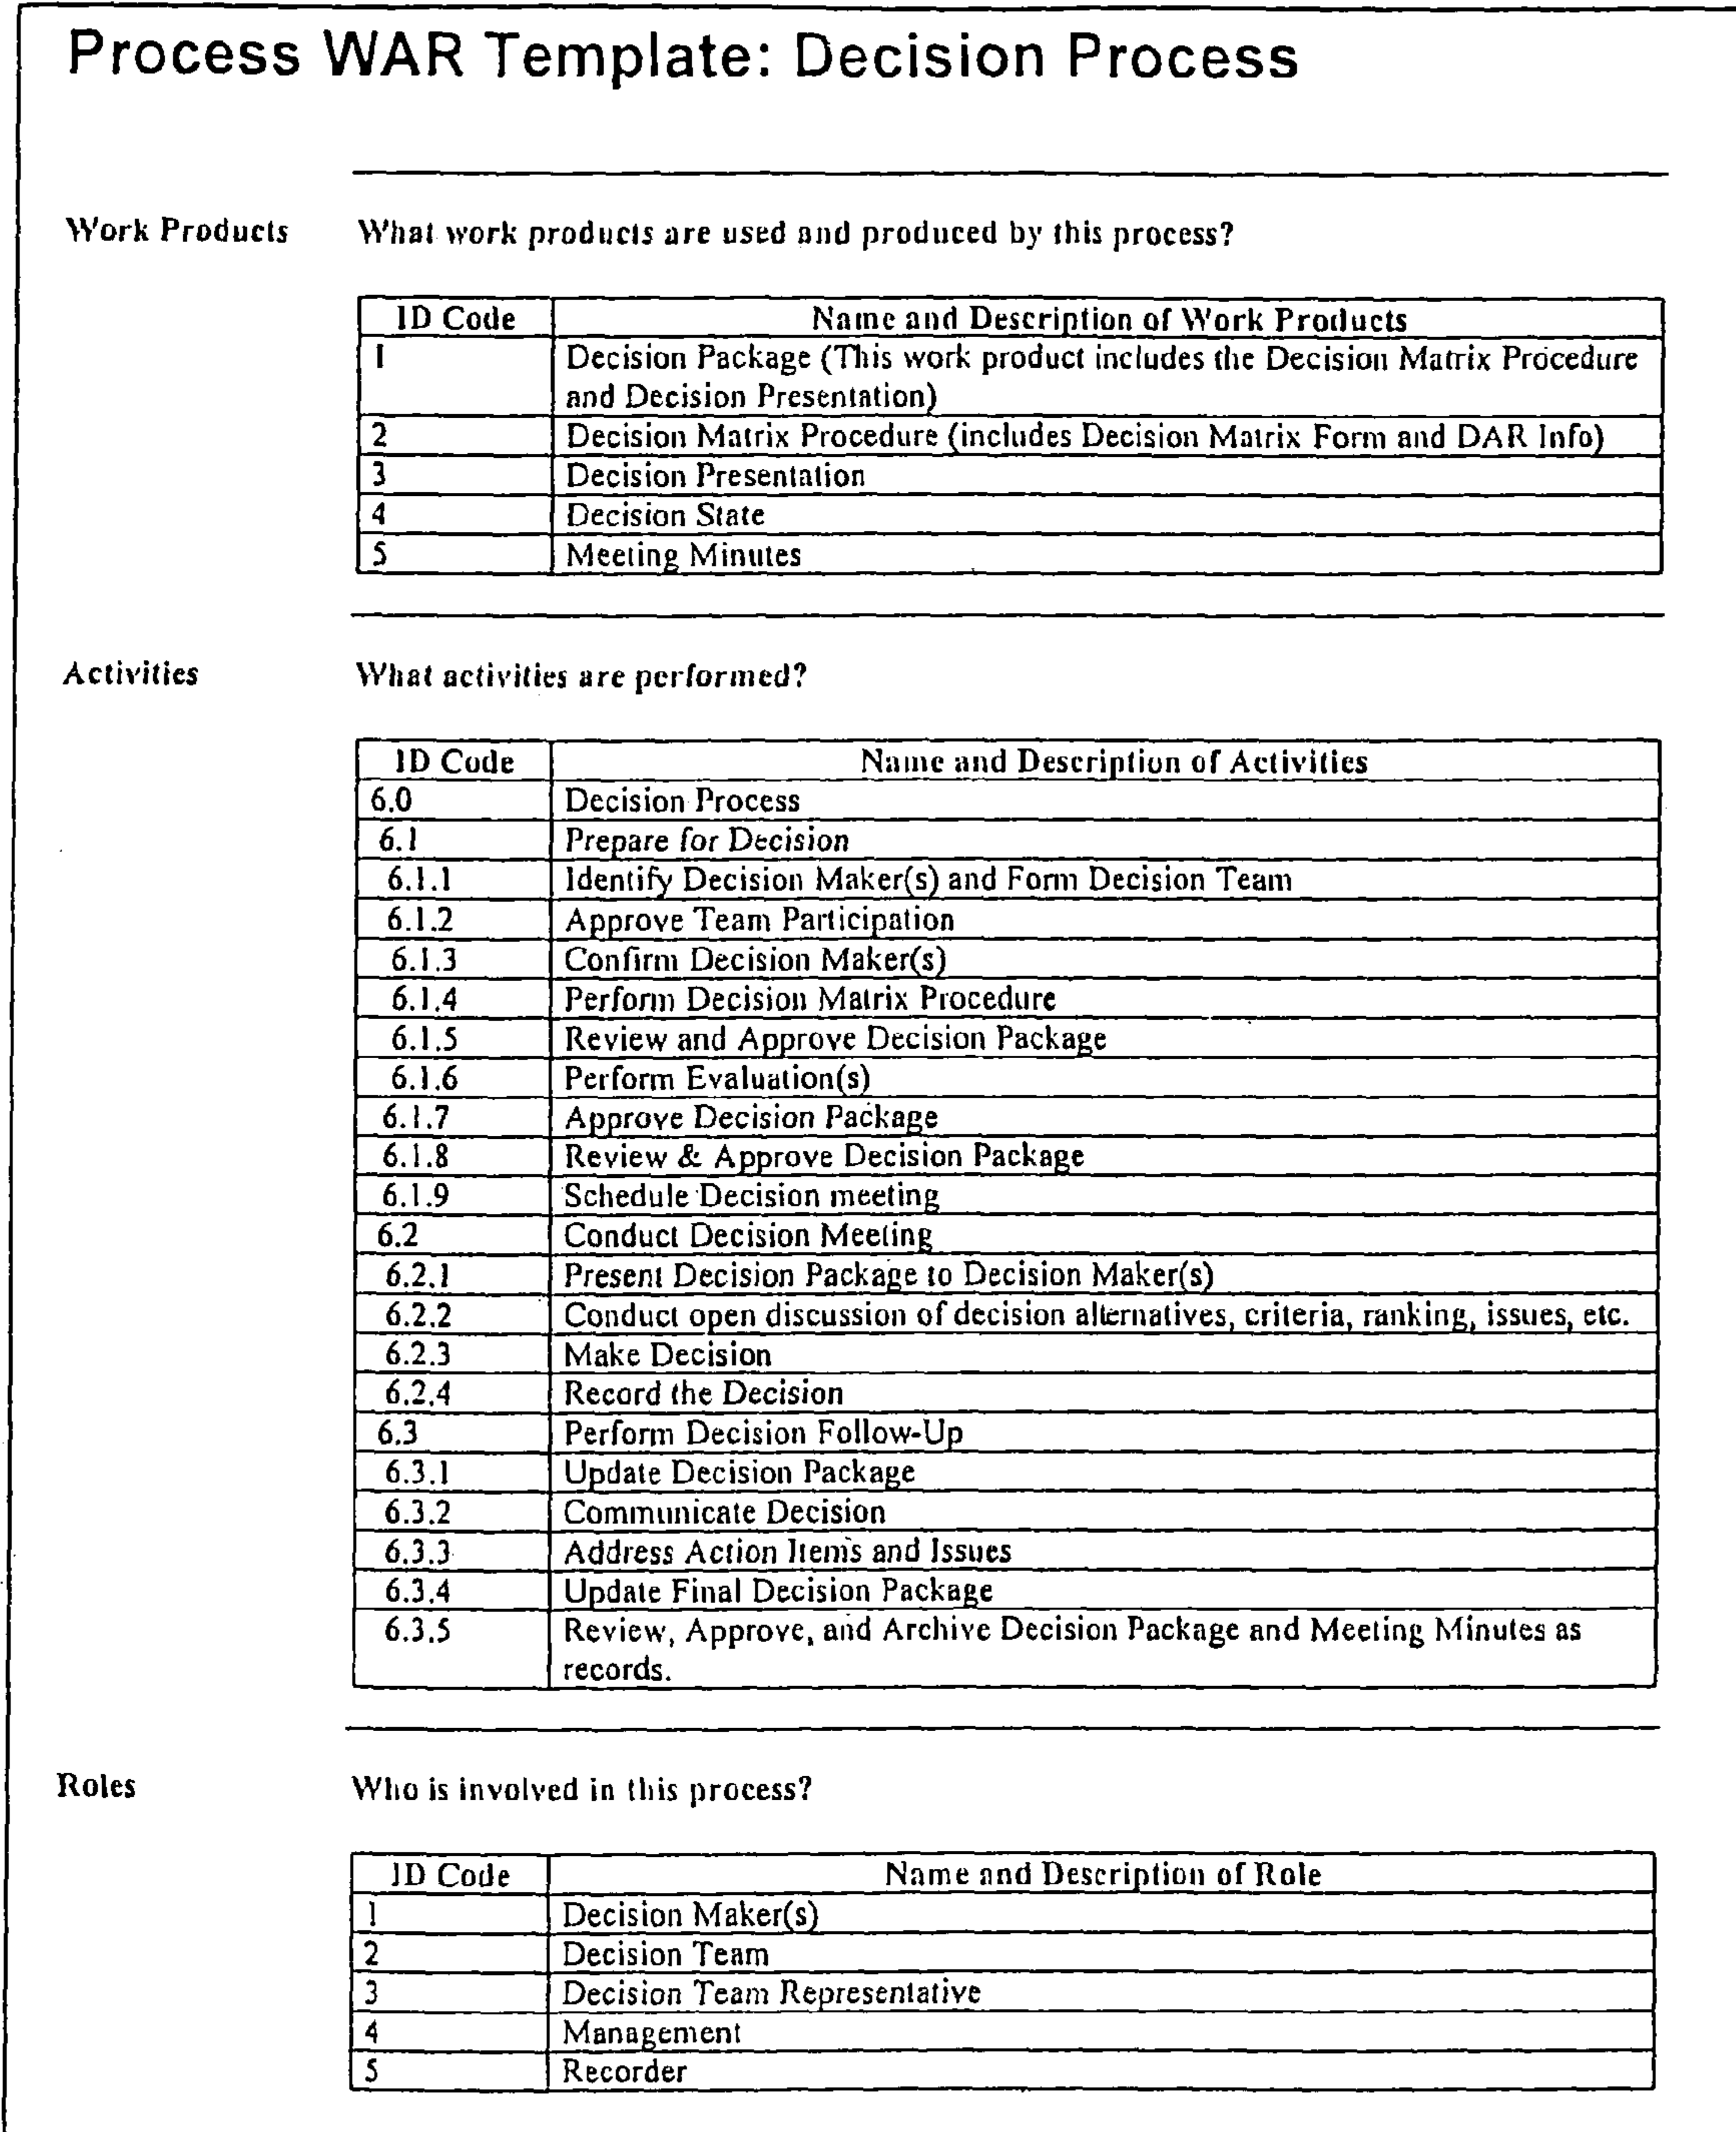 Process WAR Template: Decision Process
Work Products What work products are used and produced by this process?
ID Code Name and Description of Work Products
1 Decision Package (This work product includes the Decision Matrix Procedure
and Decision Presentation)
2 Decision Matrix Procedure (includes Decision Matrix Form and DAR Info)
3 Decision Presentation
4 Decision State
5 Meeting Minutes
Activities What activities are performed?
ID Code Name and Description of Activities
6.0 Decision Process
6.1 Prepare for Decision
6.1.1 Identify Decision Maker(s) and Form Decision Team
6.1.2 Approve Team Participation
6.1.3 Confirm Decision Maker(s)
6.1.4 Perform Decision Matrix Procedure
6.1.5 Review and Approve Decision Package
6.1.6 Perform Evaluation(s)
6.1.7 Approve Decision Package
6.1.8 Review & Approve Decision Package
6.1.9 Schedule Decision meeting
6.2 Conduct Decision Meeting
6.2.1 Present Decision Package to Decision Maker(s)
6.2.2 Conduct open discussion of decision alternatives, criteria, ranking, issues, etc.
6.2.3 Make Decision
6.2.4 Record the Decision
6.3 Perform Decision Follow-Up
6.3.1 Update Decision Package
6.3.2 Communicate Decision
6.3.3 Address Action Items and Issues
6.3.4 Update Final Decision Package
6.3.5 Review, Approve, and Archive Decision Package and Meeting Minutes as
records.
Roles Who is involved in this process?
ID Code Name and Description of Role
1 Decision Maker(s)
2 Decision Team
3 Decision Team Representative
4 Management
5 Recorder